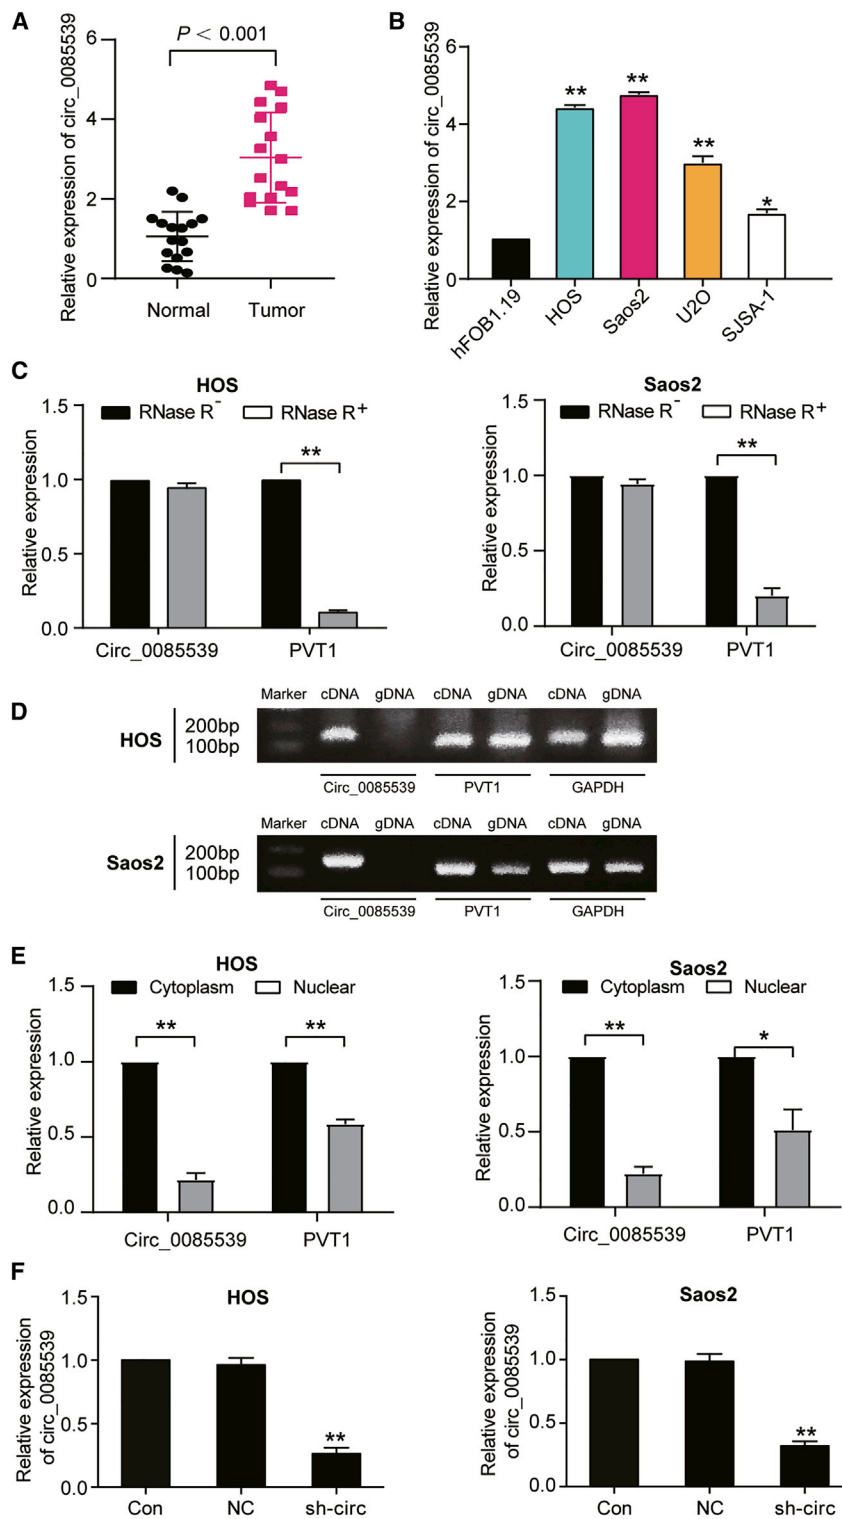 A
Relative expression of circ_0085539
6
4
2
0
P < 0.001
Normal
Tumor
B
Relative expression of circ_0085539
6
4
2
0
**
**
**
*
hFOB1.19
HOS
Saos2
U2O
SJSA-1
C
HOS
RNase R-
RNase R+
Relative expression
1.5
1.0
0.5
0.0
**
Circ_0085539
PVT1
Saos2
RNase R-
RNase R+
Relative expression
1.5
1.0
0.5
0.0
**
Circ_0085539
PVT1
D
Marker cDNA gDNA cDNA gDNA cDNA gDNA
HOS
200bp
100bp
Circ_0085539 PVT1 GAPDH
Marker cDNA gDNA cDNA gDNA cDNA gDNA
Saos2
200bp
100bp
Circ_0085539 PVT1 GAPDH
E
HOS
Cytoplasm
Nuclear
Relative expression
1.5
1.0
0.5
0.0
**
**
Circ_0085539
PVT1
Saos2
Cytoplasm
Nuclear
Relative expression
1.5
1.0
0.5
0.0
**
*
Circ_0085539
PVT1
F
HOS
Relative expression
of circ_0085539
1.5
1.0
0.5
0.0
**
Con
NC
sh-circ
Saos2
Relative expression
of circ_0085539
1.5
1.0
0.5
0.0
**
Con
NC
sh-circ